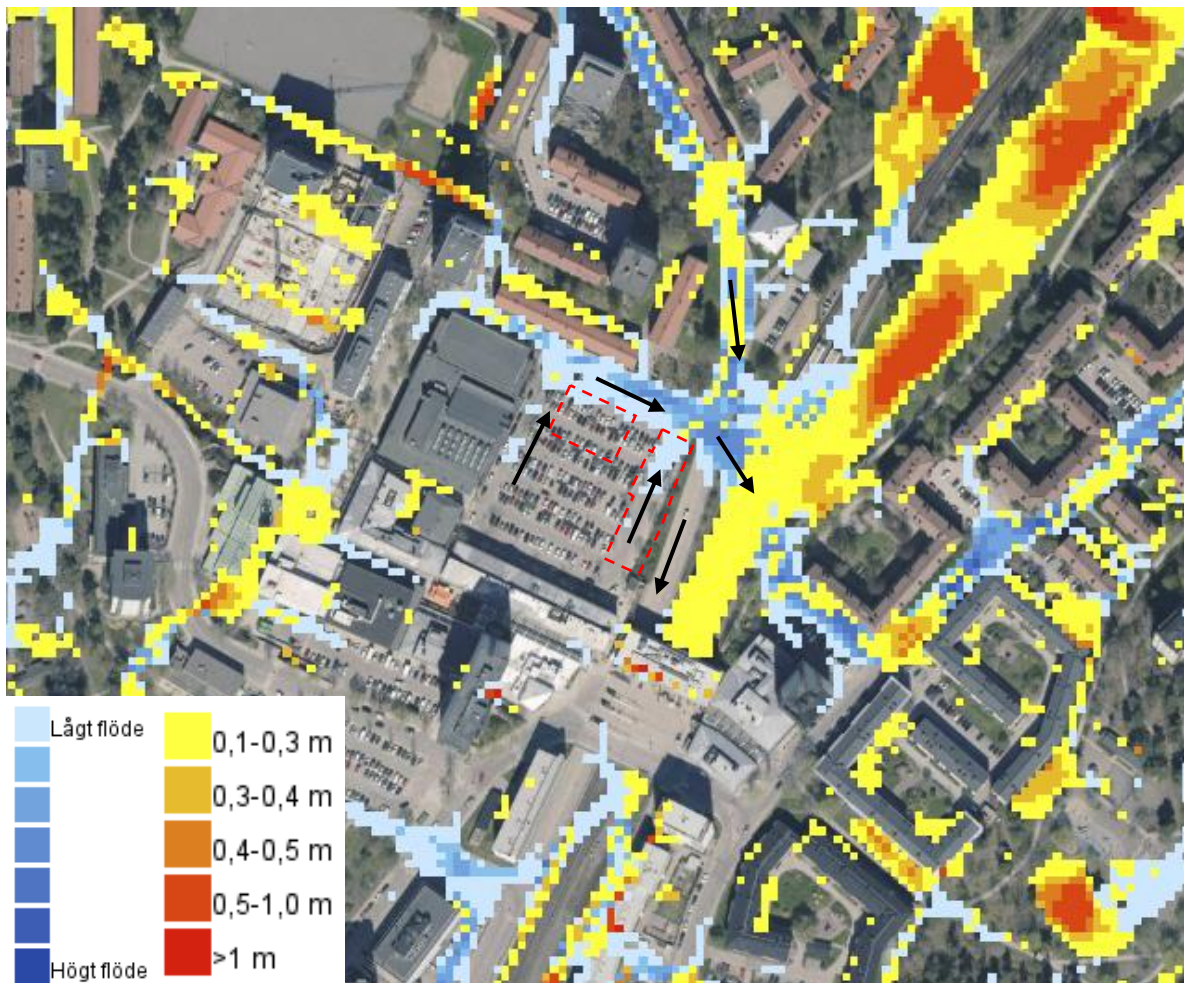 Lågt flöde
Högt flöde
0,1-0,3 m
0,3-0,4 m
0,4-0,5 m
0,5-1,0 m
>1 m